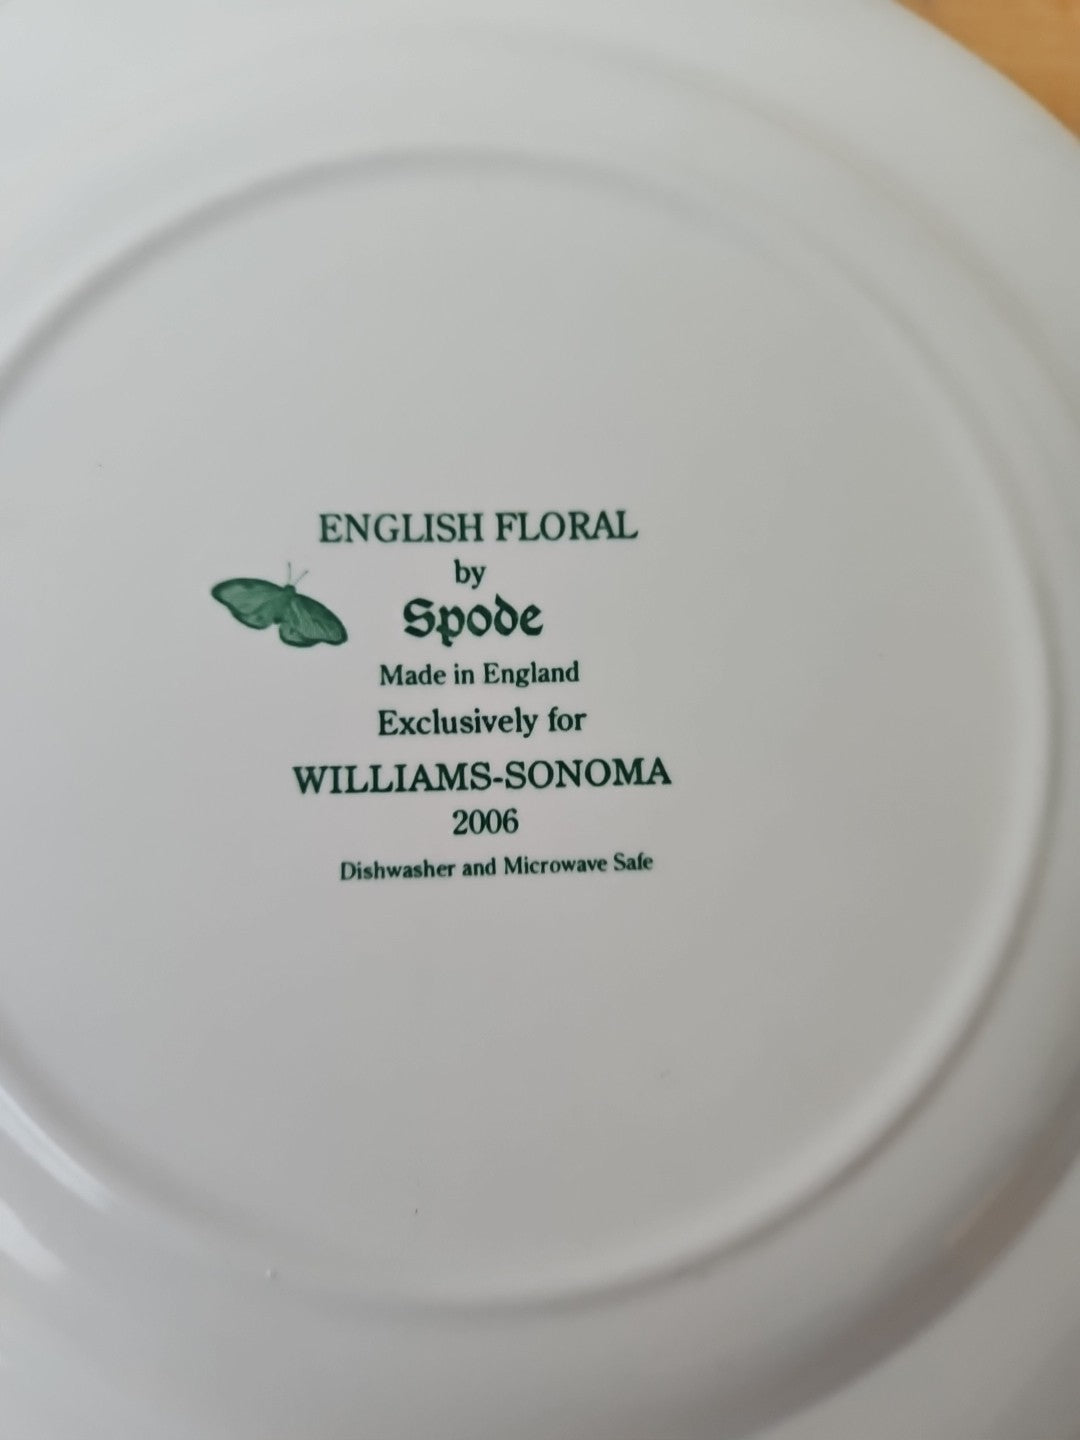 ENGLISH FLORAL
by
Spode
Made in England
Exclusively for
WILLIAMS-SONOMA
2006
Dishwasher and Microwave Safe